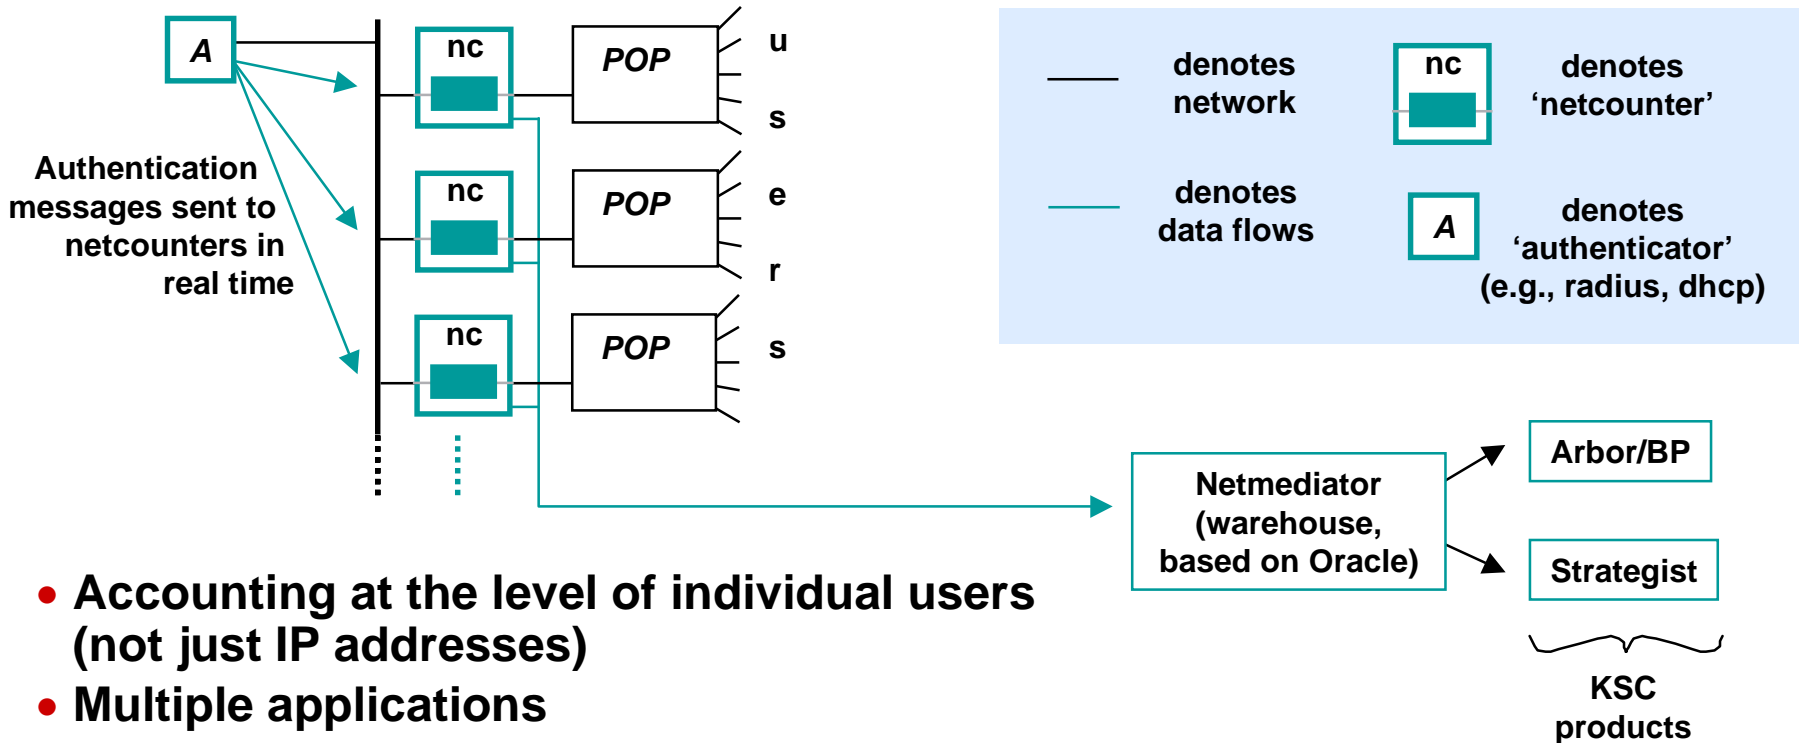 A
nc
POP
u
s
Authentication
messages sent to
netcounters in
real time
nc
POP
e
r
nc
POP
s
denotes
network
nc
denotes
‘netcounter’
denotes
data flows
A
denotes
‘authenticator’
(e.g., radius, dhcp)
Netmediator
(warehouse,
based on Oracle)
Arbor/BP
Strategist
KSC
products
• Accounting at the level of individual users
(not just IP addresses)
• Multiple applications